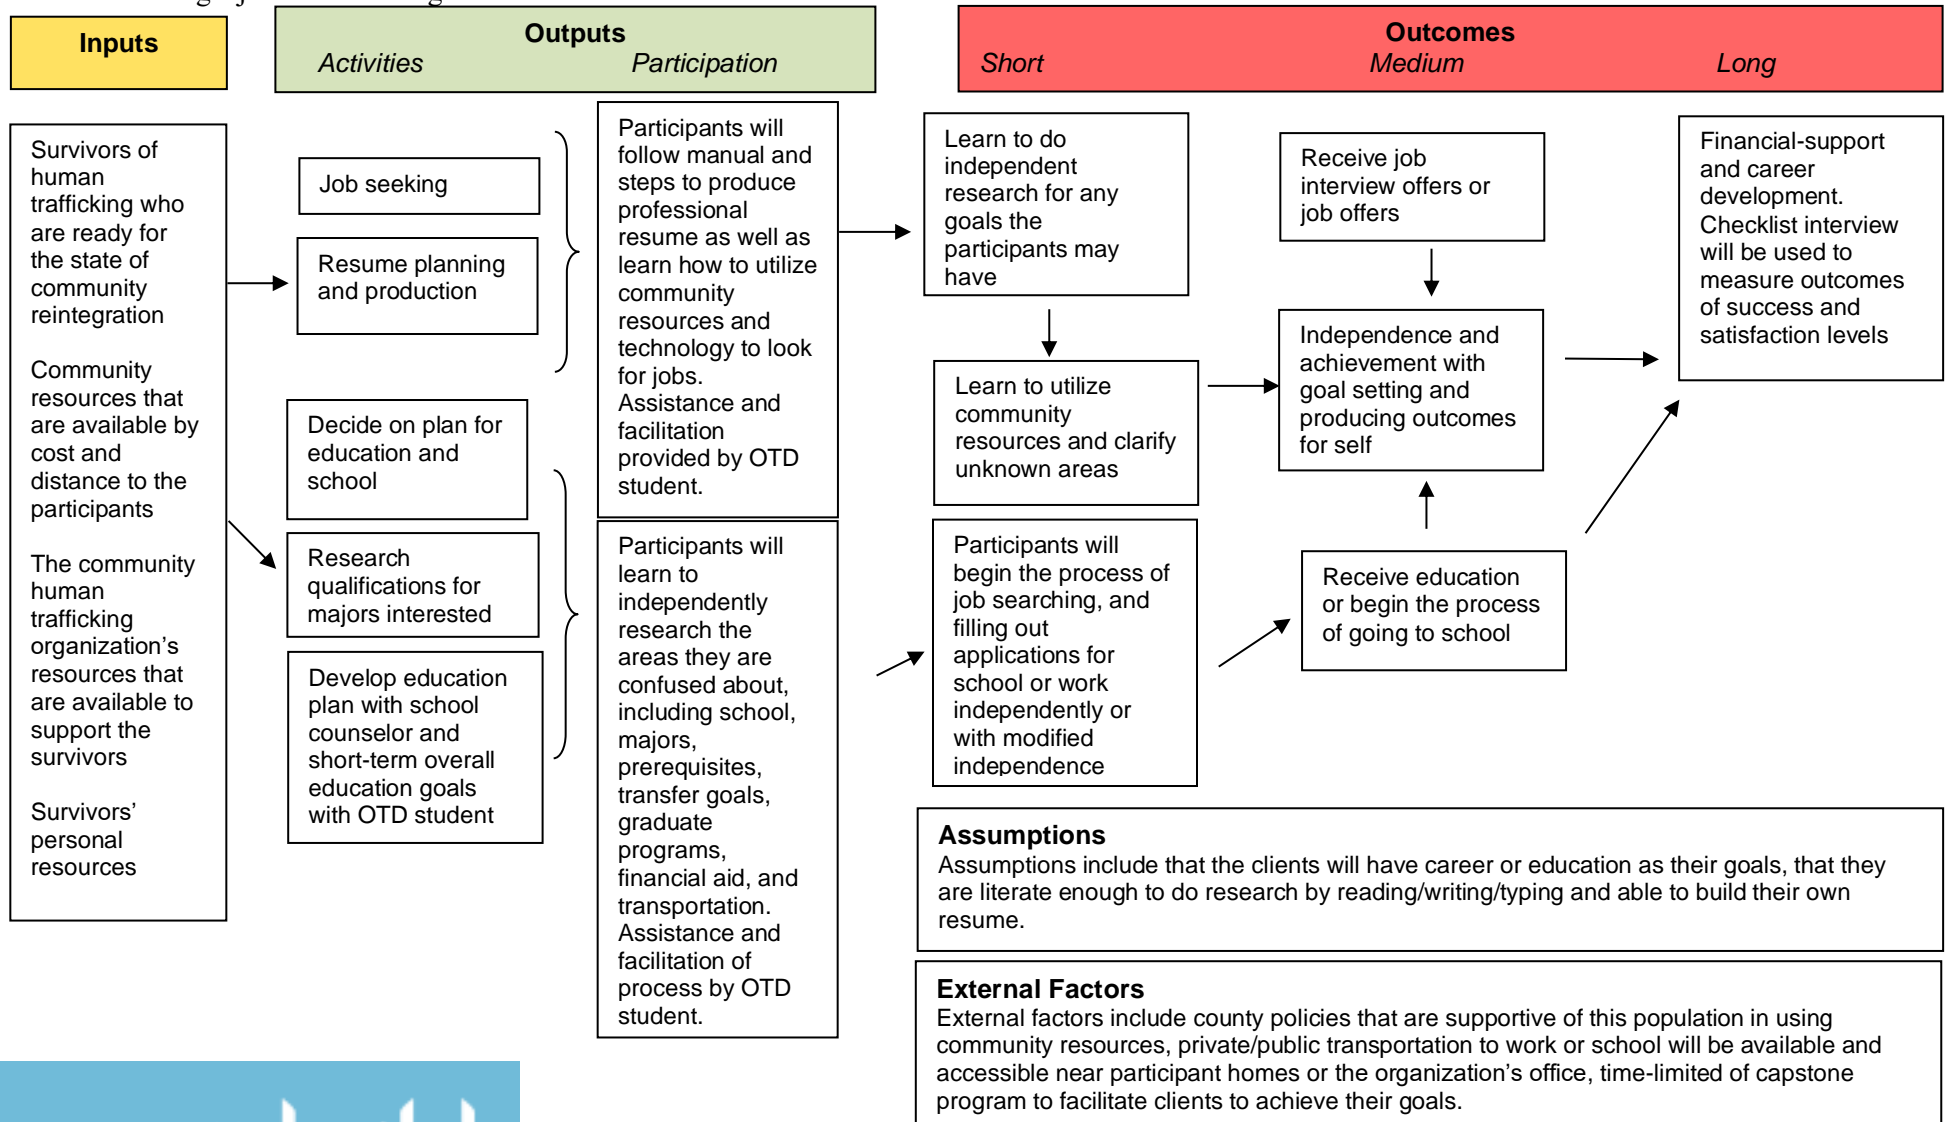 Inputs
Outputs
Activities
Participation
Outcomes
Short
Medium
Long
Survivors of
human
trafficking who
are ready for
the state of
community
reintegration
Community
resources that
are available by
cost and
distance to the
participants
The community
human
trafficking
organization’s
resources that
are available to
support the
survivors
Survivors’
personal
resources
Job seeking
Resume planning
and production
Decide on plan for
education and
school
Research
qualifications for
majors interested
Develop education
plan with school
counselor and
short-term overall
education goals
with OTD student
Participants will
follow manual and
steps to produce
professional
resume as well as
learn how to utilize
community
resources and
technology to look
for jobs.
Assistance and
facilitation
provided by OTD
student.
Participants will
learn to
independently
research the
areas they are
confused about,
including school,
majors,
prerequisites,
transfer goals,
graduate
programs,
financial aid, and
transportation.
Assistance and
facilitation of
process by OTD
student.
Learn to do
independent
research for any
goals the
participants may
have
Learn to utilize
community
resources and clarify
unknown areas
Participants will
begin the process of
job searching, and
filling out
applications for
school or work
independently or
with modified
independence
Receive job
interview offers or
job offers
Independence and
achievement with
goal setting and
producing outcomes
for self
Receive education
or begin the process
of going to school
Financial-support
and career
development.
Checklist interview
will be used to
measure outcomes
of success and
satisfaction levels
Assumptions
Assumptions include that the clients will have career or education as their goals, that they
are literate enough to do research by reading/writing/typing and able to build their own
resume.
External Factors
External factors include county policies that are supportive of this population in using
community resources, private/public transportation to work or school will be available and
accessible near participant homes or the organization’s office, time-limited of capstone
program to facilitate clients to achieve their goals.